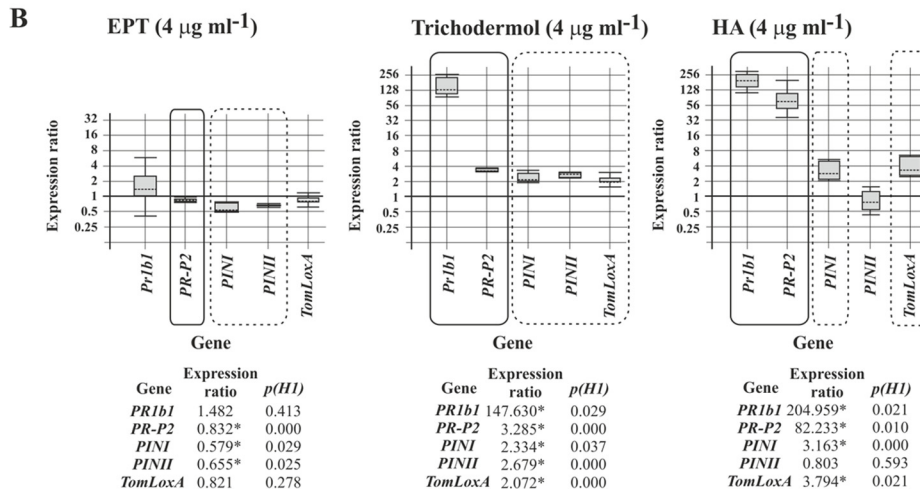 B
EPT (4 µg ml-1)
Expression ratio
32
16
8
4
2
1
0.5
0.25
Pr1b1
PR-P2
PINI
PINII
TomLoxA
Gene Expression ratio p(H1)
PR1b1 1.482 0.413
PR-P2 0.832* 0.000
PINI 0.579* 0.029
PINII 0.655* 0.025
TomLoxA 0.821 0.278
Trichodermol (4 µg ml-1)
Expression ratio
256
128
56
32
16
8
4
2
1
0.5
0.25
Pr1b1
PR-P2
PINI
PINII
TomLoxA
Gene
Gene Expression ratio p(H1)
PR1b1 147.630* 0.029
PR-P2 3.285* 0.000
PINI 2.334* 0.037
PINII 2.679* 0.000
TomLoxA 2.072* 0.000
HA (4 µg ml-1)
Expression ratio
256
128
56
32
16
8
4
2
1
0.5
0.25
Pr1b1
PR-P2
PINI
PINII
TomLoxA
Gene
Gene Expression ratio p(H1)
PR1b1 204.959* 0.021
PR-P2 82.233* 0.010
PINI 3.163* 0.000
PINII 0.803 0.593
TomLoxA 3.794* 0.021
Gene